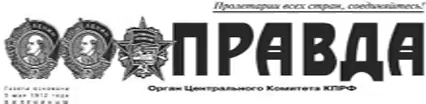 Пролетарии всех стран, соединяйтесь!
ПРАВДА
Орган Центрального Комитета КПРФ
Газета основана
5 мая 1912 года